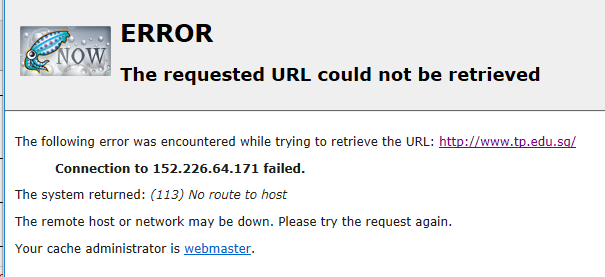 NOW
ERROR
The requested URL could not be retrieved
The following error was encountered while trying to retrieve the URL: http://www.tp.edu.sg/
Connection to 152.226.64.171 failed.
The system returned: (113) No route to host
The remote host or network may be down. Please try the request again.
Your cache administrator is webmaster.